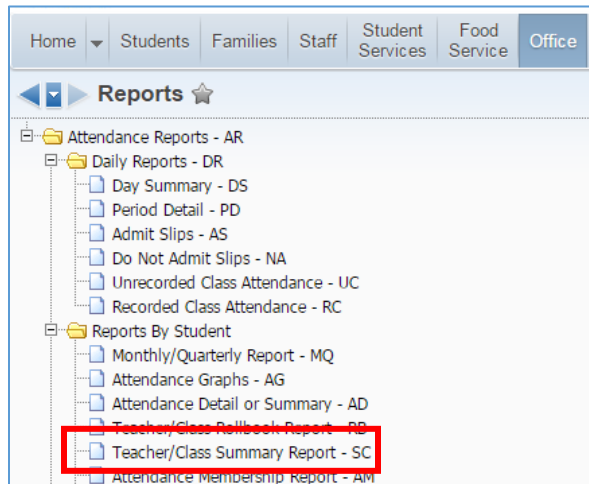 Home Students Families Staff Student Services Food Service Office
Reports
Attendance Reports - AR
Daily Reports - DR
Day Summary - DS
Period Detail - PD
Admit Slips - AS
Do Not Admit Slips - NA
Unrecorded Class Attendance - UC
Recorded Class Attendance - RC
Reports By Student
Monthly/Quarterly Report - MQ
Attendance Graphs - AG
Attendance Detail or Summary - AD
Teacher/Class Rollbook Report - RB
Teacher/Class Summary Report - SC
Attendance Membership Report - AM